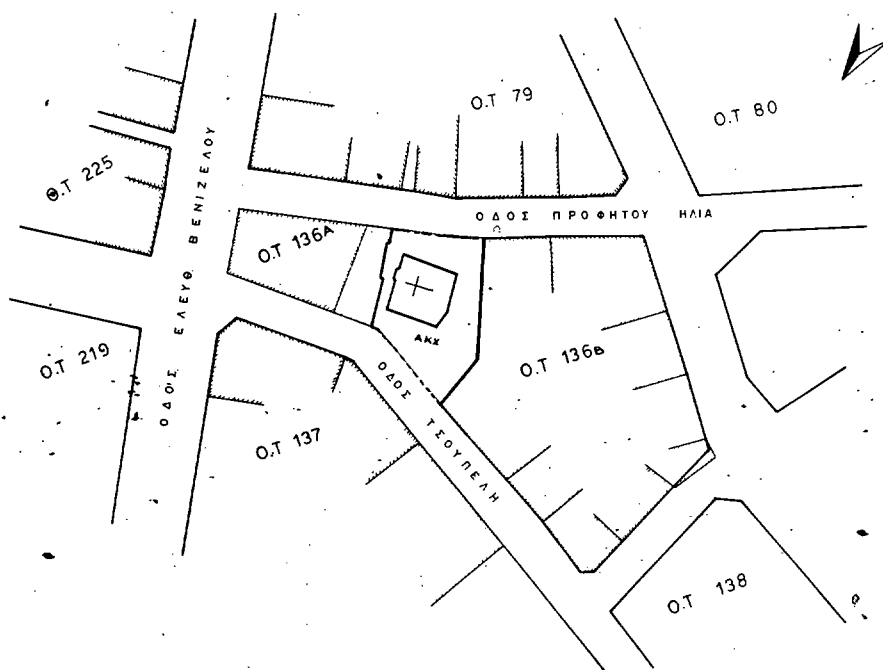 Ο.Τ 79
Ο.Τ 80
Θ.Τ 225
ΟΔΟΣ ΕΛΕΥΘ ΒΕΝΙΖΕΛΟΥ
ΟΔΟΣ ΠΡΟΦΗΤΟΥ ΗΛΙΑ
Ο.Τ 136Α
ΑΚΧ
Ο.Τ 219
Ο.Τ 136Β
ΟΔΟΣ ΤΣΟΥΠΕΛΗ
Ο.Τ 137
Ο.Τ 138